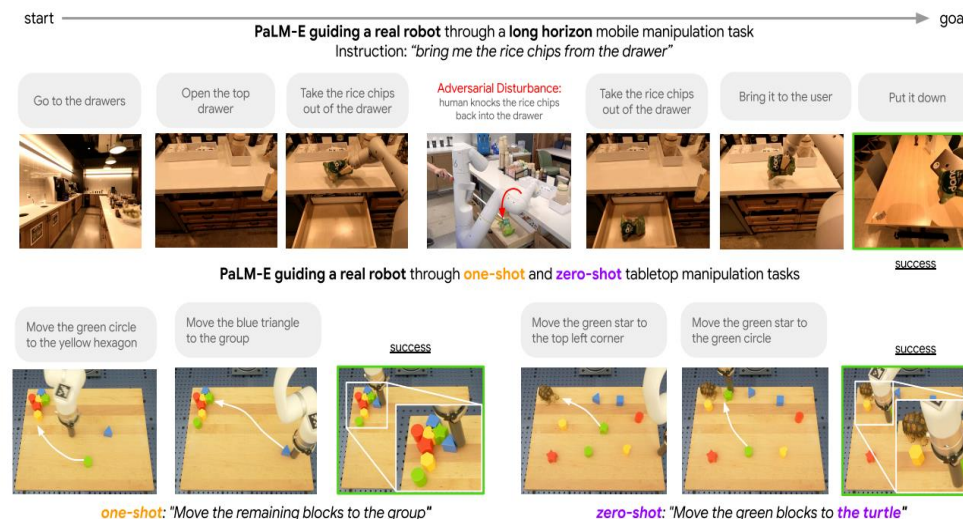 start
goa
PaLM-E guiding a real robot through a long horizon mobile manipulation task
Instruction: “bring me the rice chips from the drawer”
Go to the drawers
Open the top
drawer
Take the rice chips
out of the drawer
Adversarial Disturbance:
human knocks the rice chips
back into the drawer
Take the rice chips
out of the drawer
Bring it to the user
Put it down
success
PaLM-E guiding a real robot through one-shot and zero-shot tabletop manipulation tasks
Move the green circle
to the yellow hexagon
Move the blue triangle
to the group
success
Move the green star to
the top left corner
Move the green star to
the green circle
success
one-shot: "Move the remaining blocks to the group"
zero-shot: "Move the green blocks to the turtle"